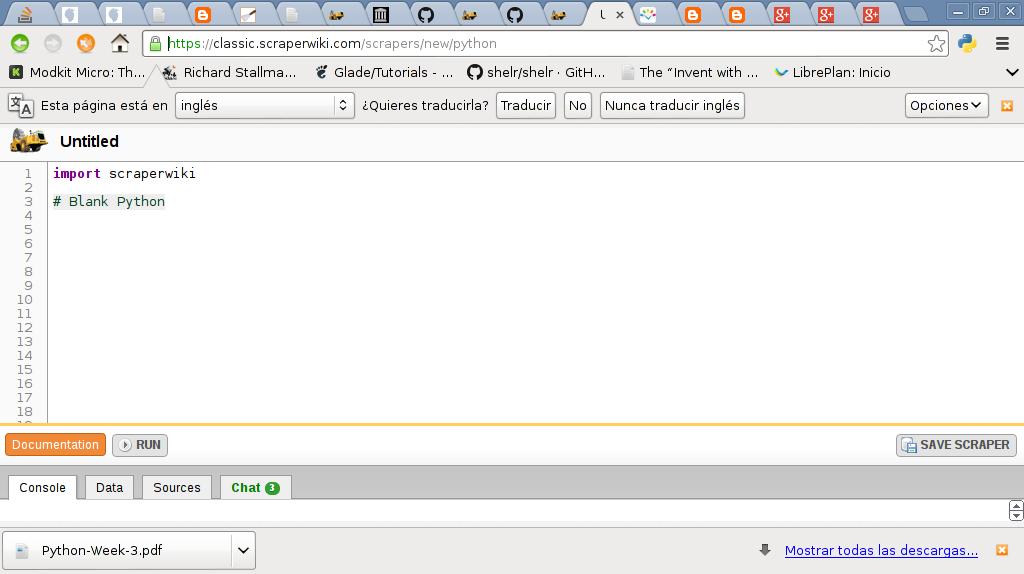 U
https://classic.scraperwiki.com/scrapers/new/python
Modkit Micro: Th... Richard Stallma... Glade/Tutorials - ... shelr/shelr · GitH... The “Invent with ... LibrePlan: Inicio
Esta página está en inglés ¿Quieres traducirla? Traducir No Nunca traducir inglés Opciones
Untitled
1 import scraperwiki
2
3 # Blank Python
4
5
6
7
8
9
10
11
12
13
14
15
16
17
18
Documentation RUN SAVE SCRAPER
Console Data Sources Chat 3
Python-Week-3.pdf Mostrar todas las descargas...